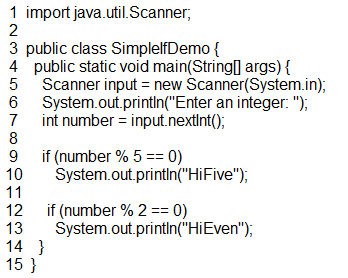 1 import java.util.Scanner;
2
3 public class SimpleIfDemo {
4 public static void main(String[] args) {
5 Scanner input = new Scanner(System.in);
6 System.out.println("Enter an integer: ");
7 int number = input.nextInt();
8
9 if (number % 5 == 0)
10 System.out.println("HiFive");
11
12 if (number % 2 == 0)
13 System.out.println("HiEven");
14 }
15 }